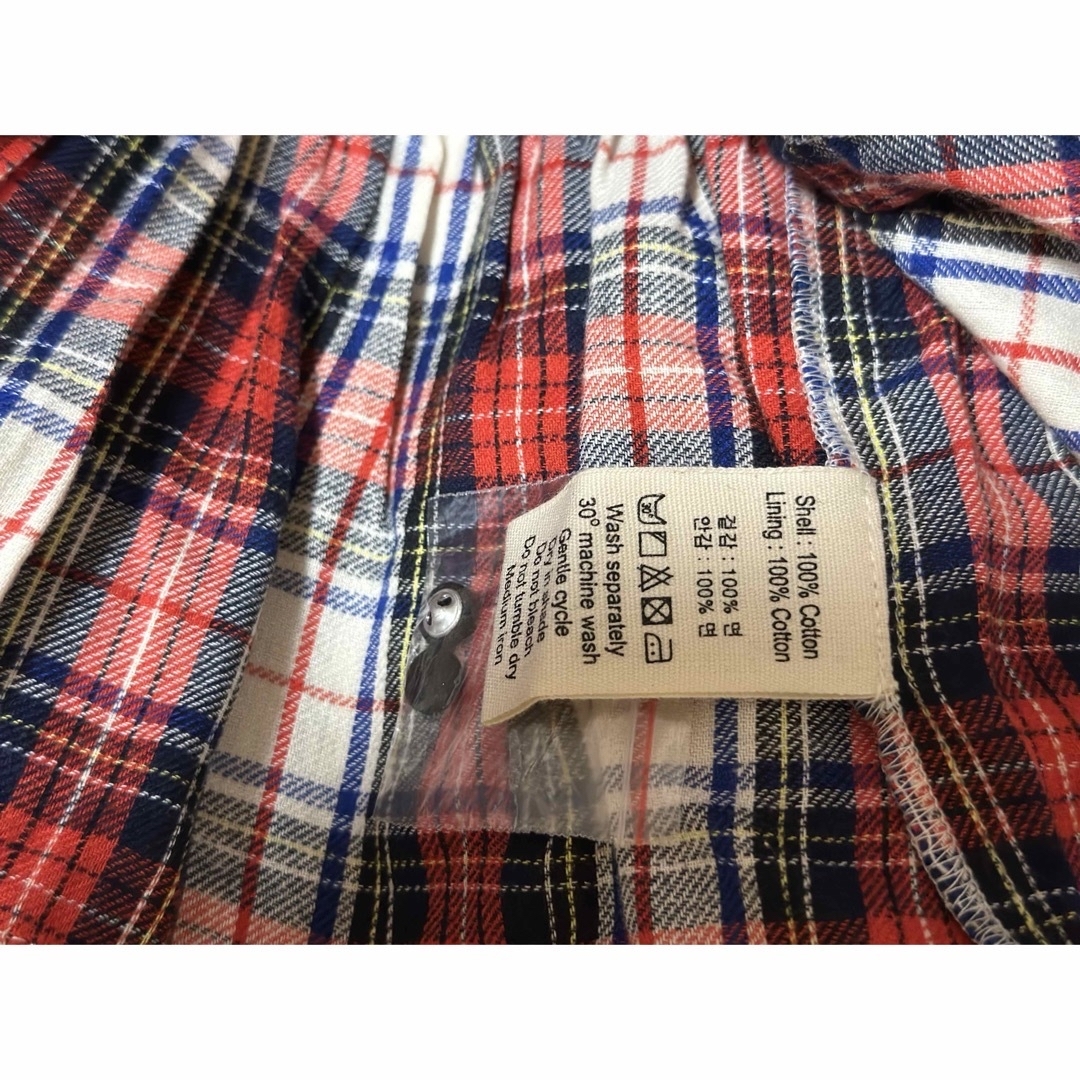 Shell : 100% Cotton
Lining : 100% Cotton
겉감 : 100% 면
안감 : 100% 면
Wash separately
30° machine wash
Gentle cycle
Dry in shade
Do not bleach
Do not tumble dry
Medium iron